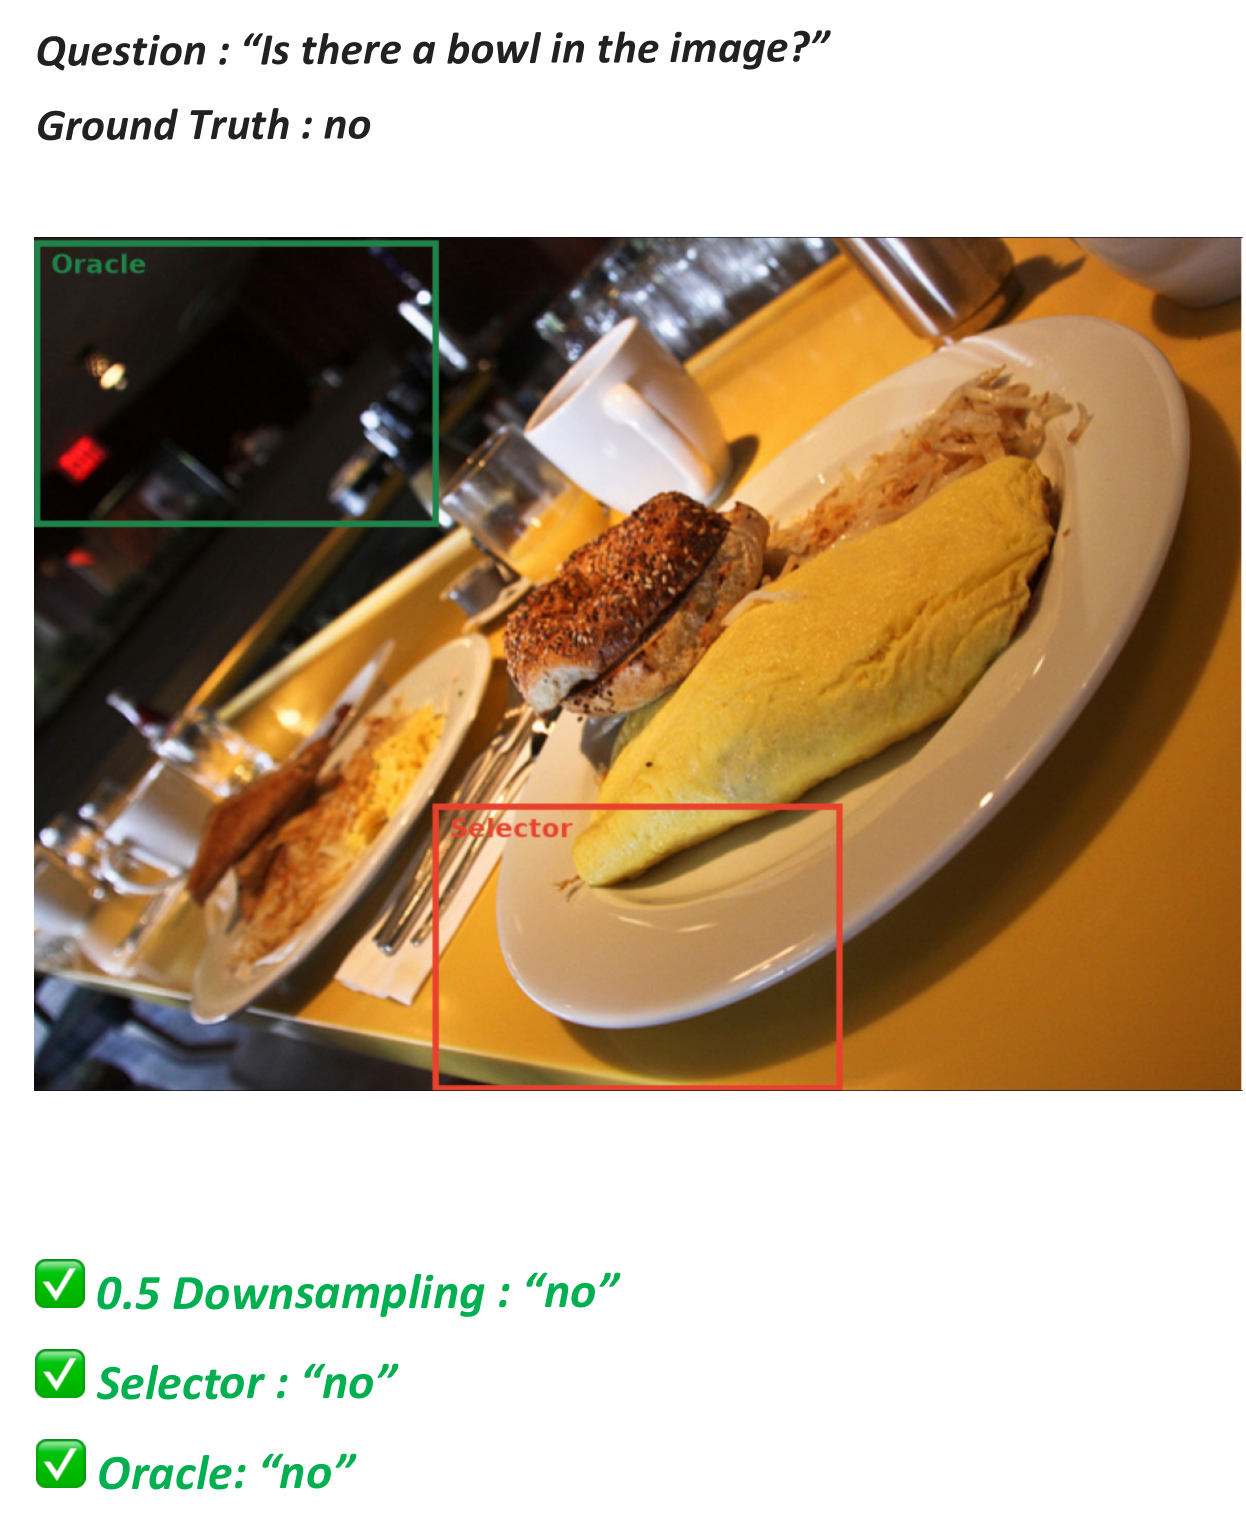 Question : “Is there a bowl in the image?”
Ground Truth : no
Oracle
Selector
✅ 0.5 Downsampling : “no”
✅ Selector : “no”
✅ Oracle: “no”